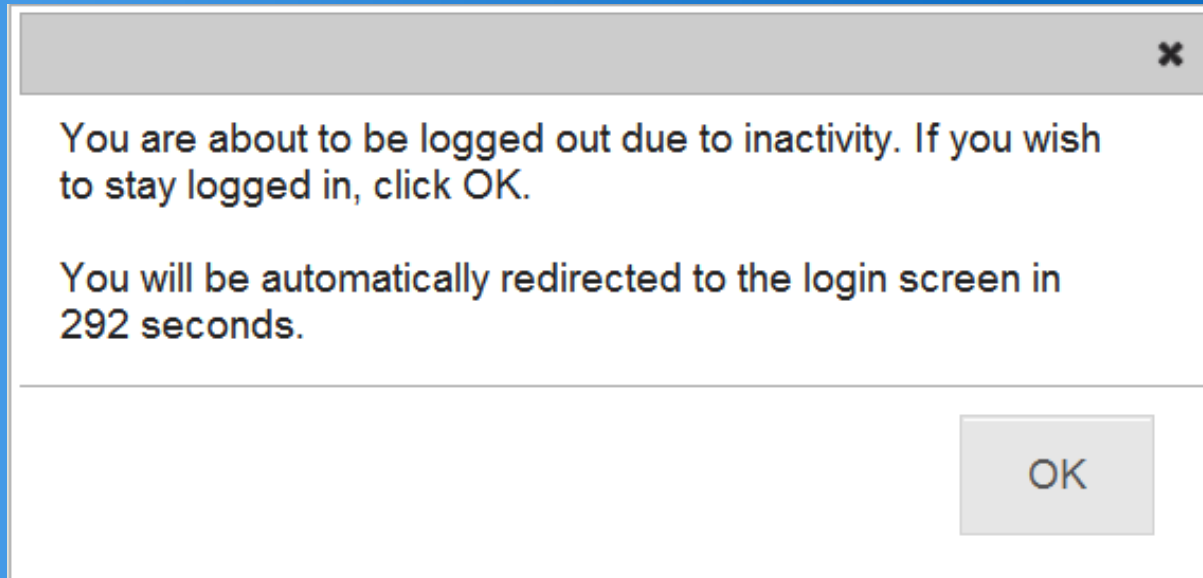 You are about to be logged out due to inactivity. If you wish
to stay logged in, click OK.
You will be automatically redirected to the login screen in
292 seconds.
OK